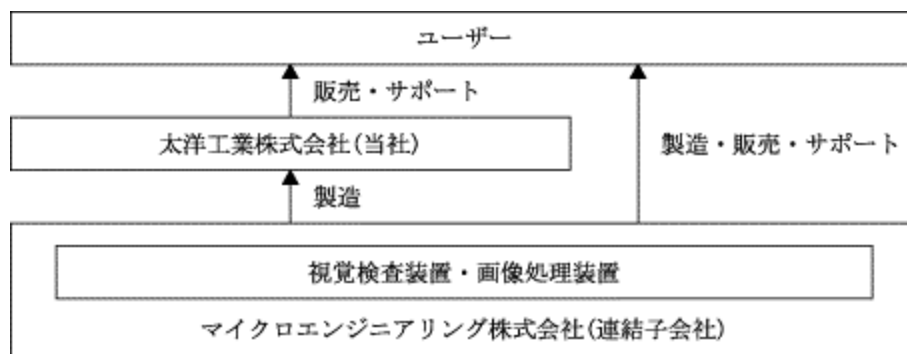 ユーザー
販売・サポート
太洋工業株式会社(当社)
製造・販売・サポート
製造
視覚検査装置・画像処理装置
マイクロエンジニアリング株式会社(連結子会社)